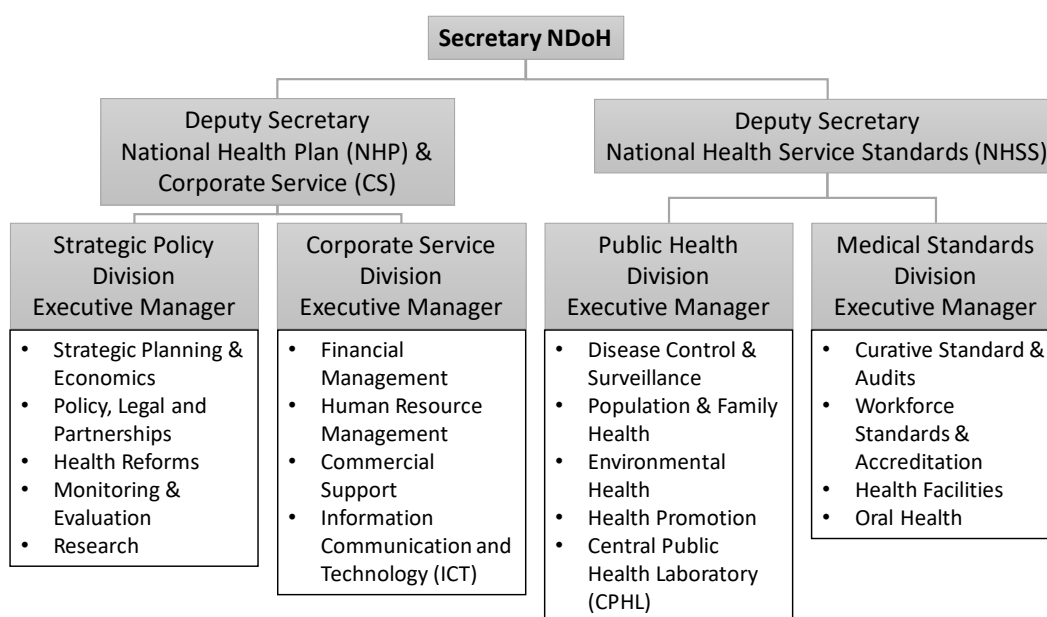 Secretary NDoH
Deputy Secretary
National Health Plan (NHP) &
Corporate Service (CS)
Deputy Secretary
National Health Service Standards (NHSS)
Strategic Policy
Division
Executive Manager
• Strategic Planning &
Economics
• Policy, Legal and
Partnerships
• Health Reforms
• Monitoring &
Evaluation
• Research
Corporate Service
Division
Executive Manager
• Financial
Management
• Human Resource
Management
• Commercial
Support
• Information
Communication and
Technology (ICT)
Public Health
Division
Executive Manager
• Disease Control &
Surveillance
• Population & Family
Health
• Environmental
Health
• Health Promotion
• Central Public
Health Laboratory
(CPHL)
Medical Standards
Division
Executive Manager
• Curative Standard &
Audits
• Workforce
Standards &
Accreditation
• Health Facilities
• Oral Health